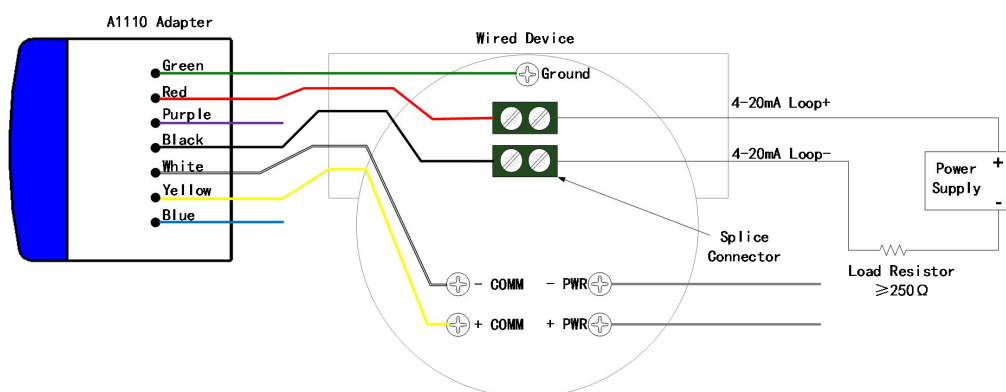 A1110 Adapter
Wired Device
Green
Ground
Red
4-20mA Loop+
Purple
Black
4-20mA Loop-
White
Power
Supply
+
-
Yellow
Blue
Splice
Connector
Load Resistor
≥250Ω
- COMM
- PWR
+ COMM
+ PWR